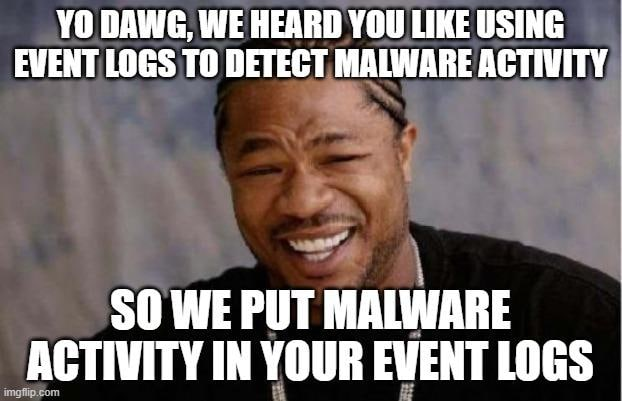 YO DAWG, WE HEARD YOU LIKE USING
EVENT LOGS TO DETECT MALWARE ACTIVITY
SO WE PUT MALWARE
ACTIVITY IN YOUR EVENT LOGS
imgflip.com